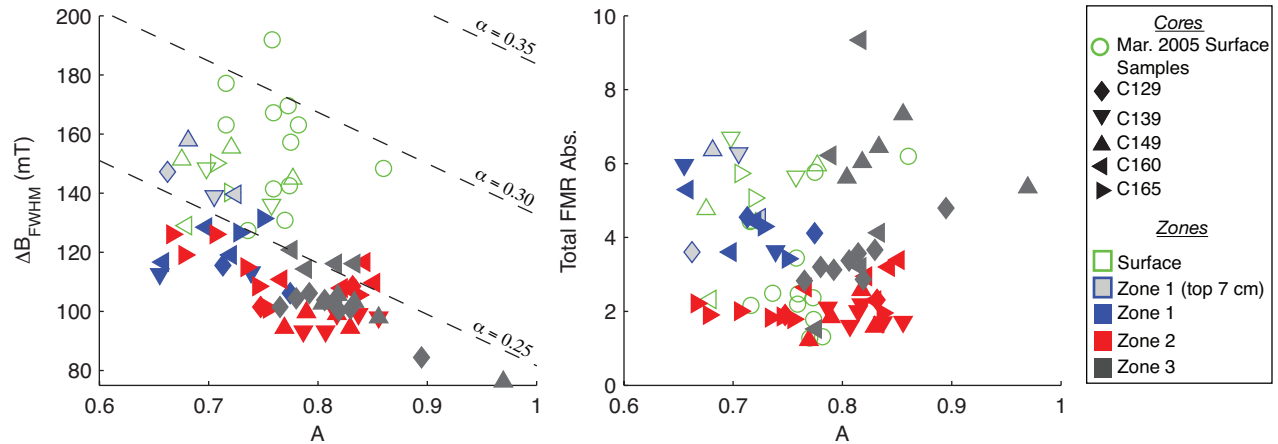 200
180
160
140
120
100
80
ΔB_FWHM (mT)
0.6
0.7
0.8
0.9
1
A
α = 0.35
α = 0.30
α = 0.25
10
8
6
4
2
0
Total FMR Abs.
0.6
0.7
0.8
0.9
1
A
Cores
Mar. 2005 Surface
Samples
C129
C139
C149
C160
C165
Zones
Surface
Zone 1 (top 7 cm)
Zone 1
Zone 2
Zone 3